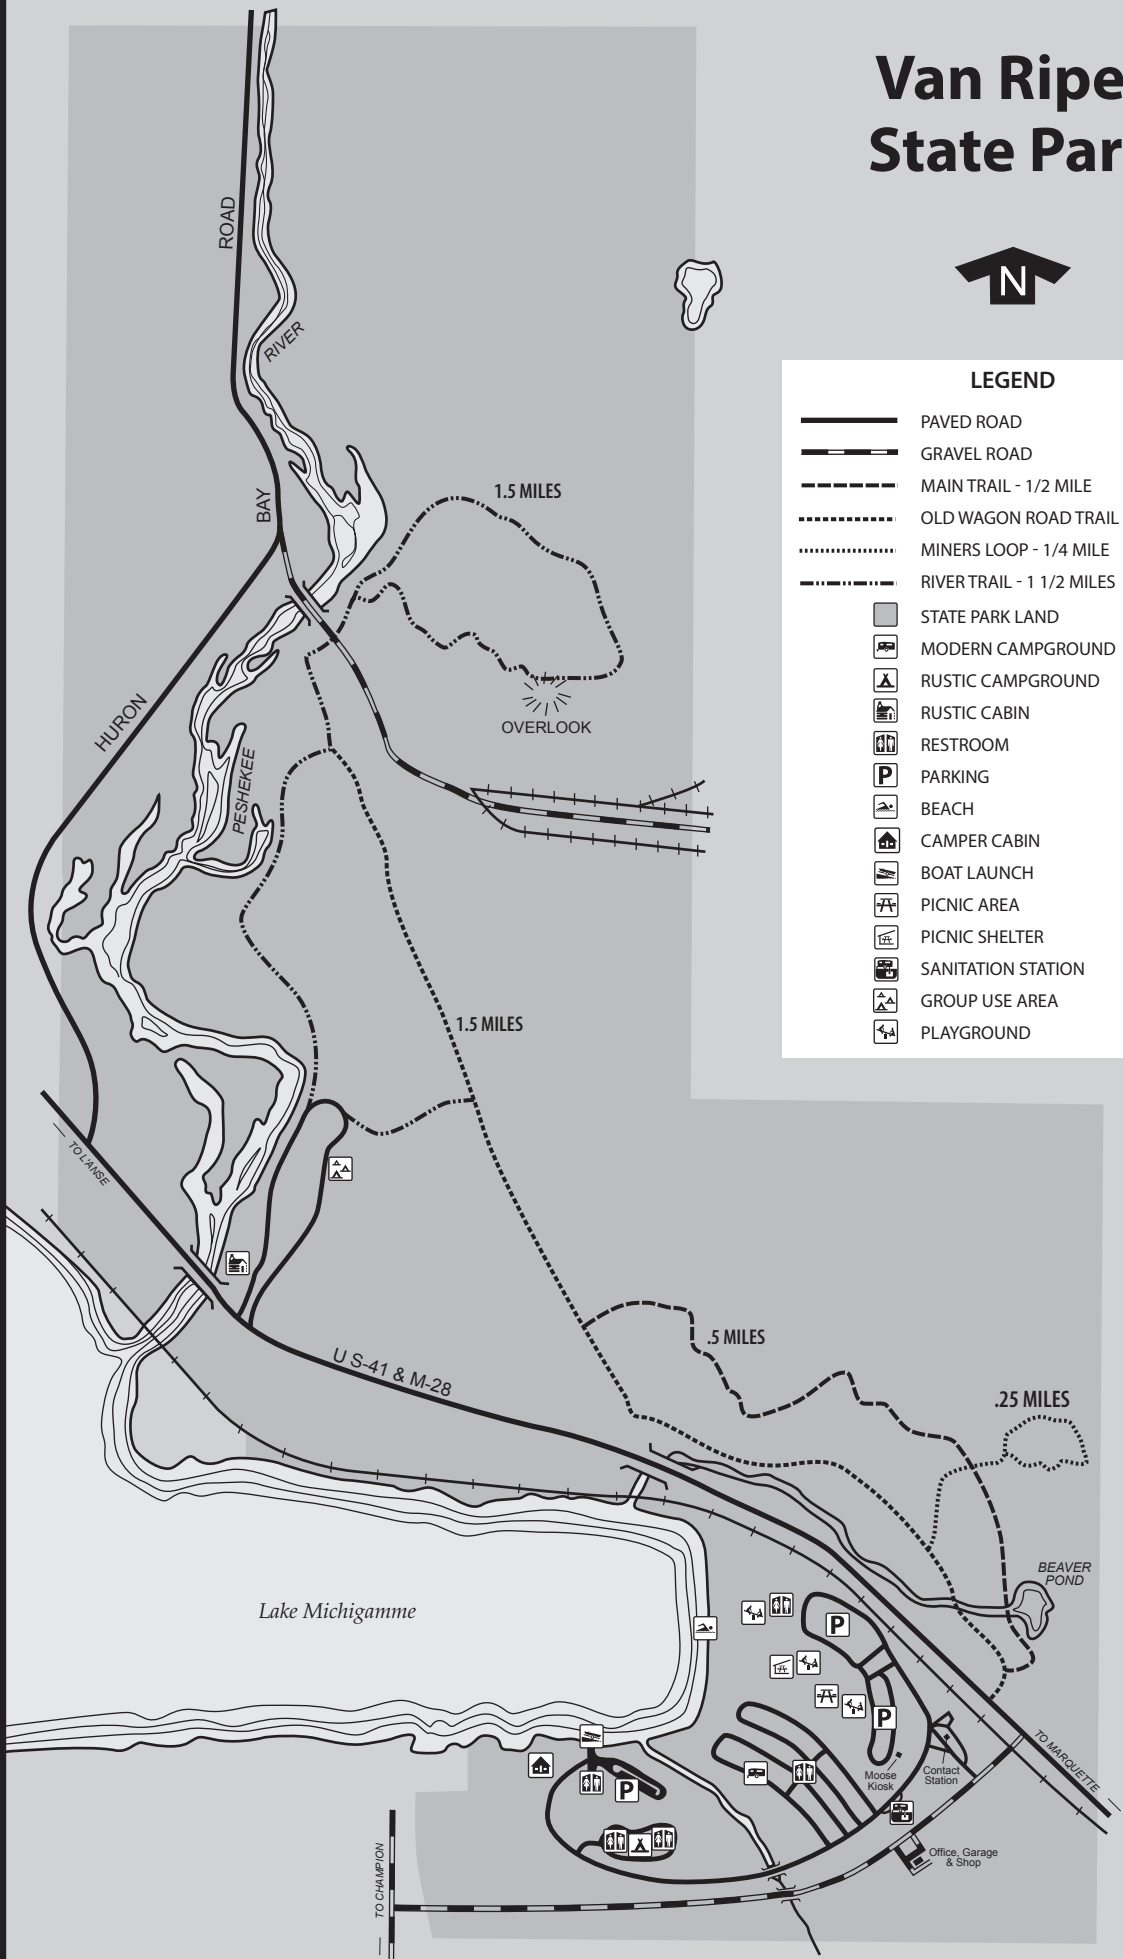 Van Ripe
State Par
N
LEGEND
PAVED ROAD
GRAVEL ROAD
MAIN TRAIL - 1/2 MILE
OLD WAGON ROAD TRAIL
MINERS LOOP - 1/4 MILE
RIVER TRAIL - 1 1/2 MILES
STATE PARK LAND
MODERN CAMPGROUND
RUSTIC CAMPGROUND
RUSTIC CABIN
RESTROOM
P PARKING
BEACH
CAMPER CABIN
BOAT LAUNCH
PICNIC AREA
PICNIC SHELTER
SANITATION STATION
GROUP USE AREA
PLAYGROUND
ROAD
RIVER
BAY
1.5 MILES
HURON
OVERLOOK
PESHEKEE
1.5 MILES
TO L'ANSE
U S-41 & M-28
.5 MILES
.25 MILES
BEAVER
POND
Lake Michigamme
P
P
Moose
Kiosk
Contact
Station
TO MARQUETTE
P
Office, Garage
& Shop
TO CHAMPION